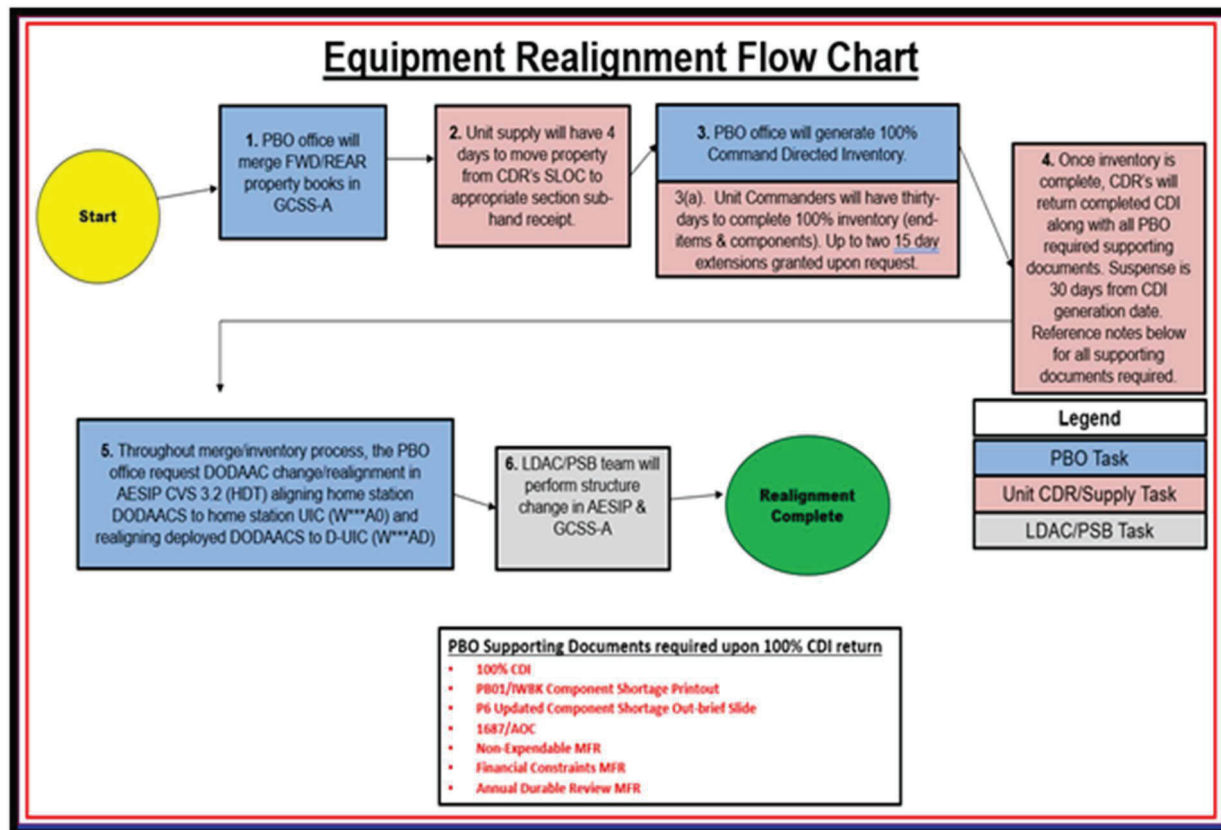 Equipment Realignment Flow Chart
Start
1. PBO office will
merge FWD/REAR
property books in
GCSS-A
2. Unit supply will have 4
days to move property
from CDR's SLOC to
appropriate section sub-
hand receipt.
3. PBO office will generate 100%
Command Directed Inventory.
3(a). Unit Commanders will have thirty-
days to complete 100% inventory (end-
items & components). Up to two 15 day
extensions granted upon request.
4. Once inventory is
complete, CDR's will
return completed CDI
along with all PBO
required supporting
documents. Suspense is
30 days from CDI
generation date.
Reference notes below
for all supporting
documents required.
5. Throughout merge/inventory process, the PBO
office request DODAAC change/realignment in
AESIP CVS 3.2 (HDT) aligning home station
DODAACS to home station UIC (W***A0) and
realigning deployed DODAACS to D-UIC (W***AD)
6. LDAC/PSB team will
perform structure
change in AESIP &
GCSS-A
Realignment
Complete
Legend
PBO Task
Unit CDR/Supply Task
LDAC/PSB Task
PBO Supporting Documents required upon 100% CDI return
• 100% CDI
• PB01/IWBK Component Shortage Printout
• P6 Updated Component Shortage Out-brief Slide
• 1687/AOC
• Non-Expendable MFR
• Financial Constraints MFR
• Annual Durable Review MFR